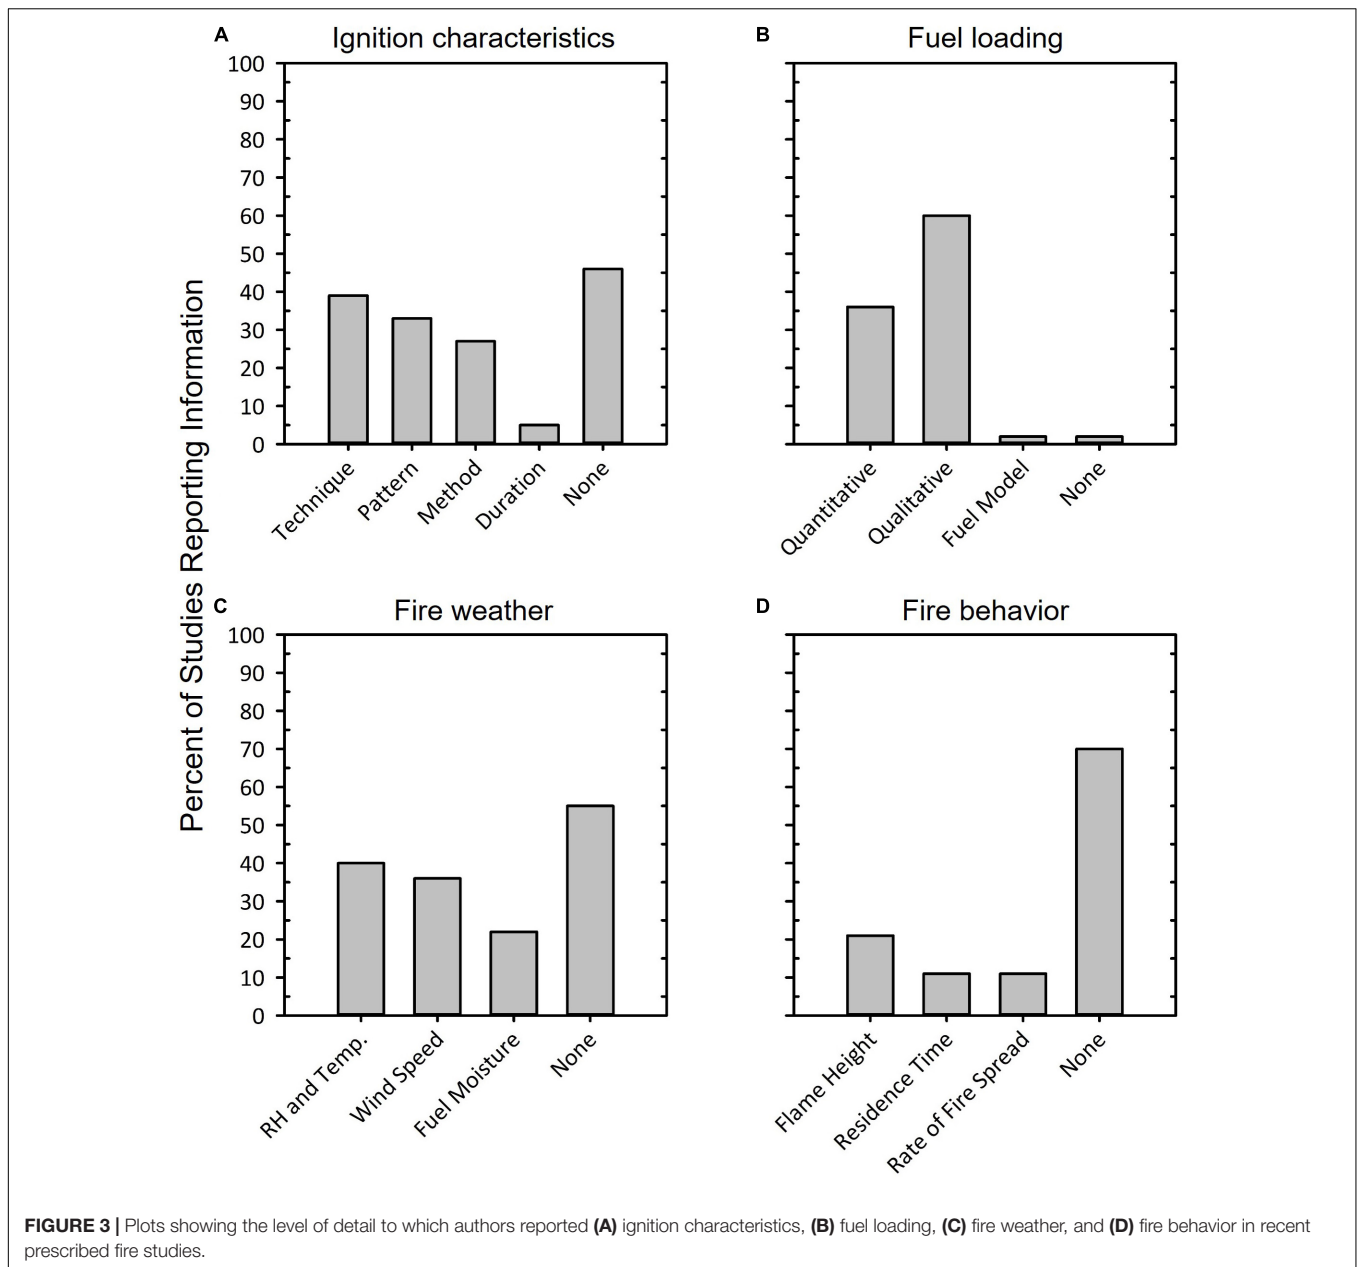 A Ignition characteristics
B Fuel loading
Percent of Studies Reporting Information
100
90
80
70
60
50
40
30
20
10
0
Technique
Pattern
Method
Duration
None
Quantitative
Qualitative
Fuel Model
None
C Fire weather
D Fire behavior
100
90
80
70
60
50
40
30
20
10
0
RH and Temp.
Wind Speed
Fuel Moisture
None
Flame Height
Residence Time
Rate of Fire Spread
None
FIGURE 3 | Plots showing the level of detail to which authors reported (A) ignition characteristics, (B) fuel loading, (C) fire weather, and (D) fire behavior in recent
prescribed fire studies.